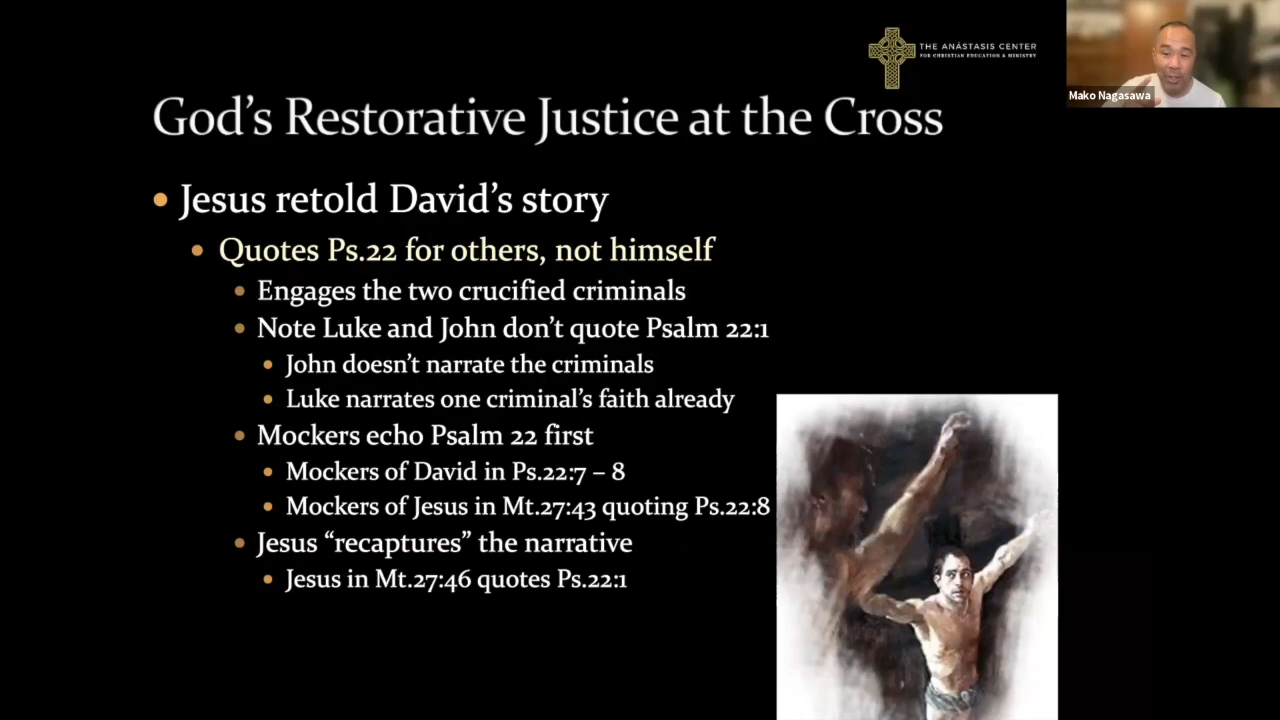 THE ANÁSTASIS CENTER
FOR CHRISTIAN EDUCATION & MINISTRY
Mako Nagasawa
God's Restorative Justice at the Cross
• Jesus retold David's story
• Quotes Ps.22 for others, not himself
• Engages the two crucified criminals
• Note Luke and John don't quote Psalm 22:1
• John doesn't narrate the criminals
• Luke narrates one criminal's faith already
• Mockers echo Psalm 22 first
• Mockers of David in Ps.22:7 – 8
• Mockers of Jesus in Mt.27:43 quoting Ps.22:8
• Jesus “recaptures” the narrative
• Jesus in Mt.27:46 quotes Ps.22:1